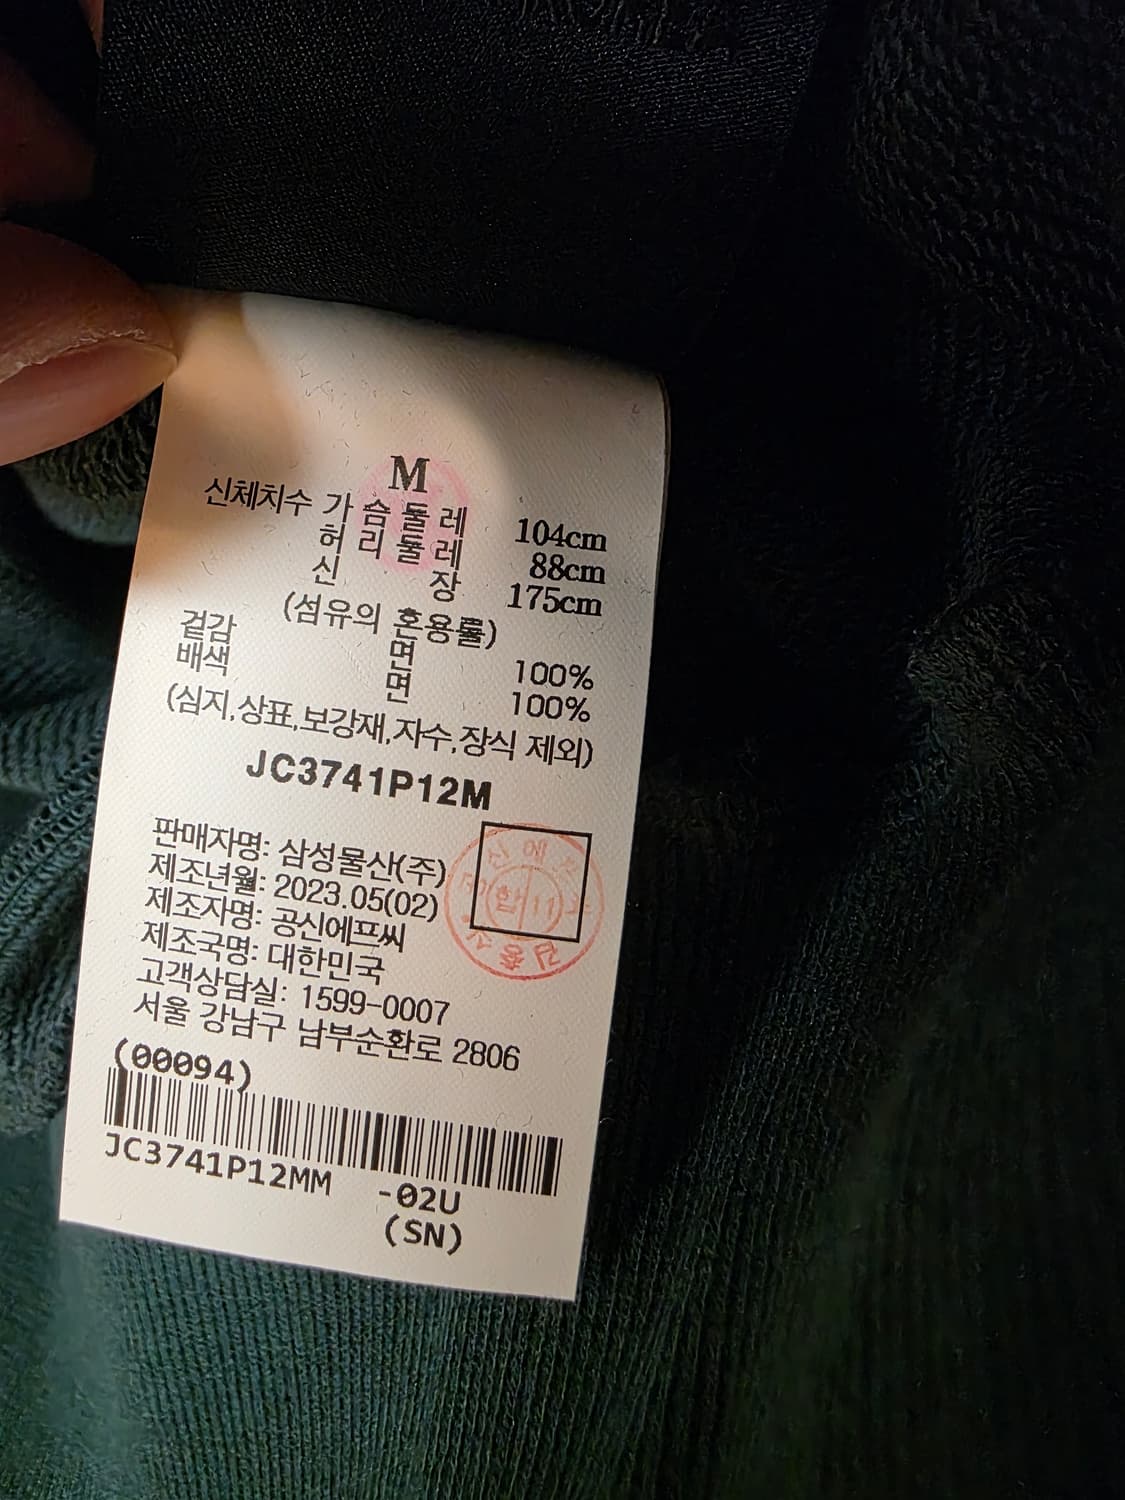 M
신체치수 가슴둘레 104cm
허리둘레 88cm
신장 175cm
(섬유의 혼용률)
겉감 면 100%
배색 면 100%
(심지,상표,보강재,자수,장식 제외)
JC3741P12M
판매자명: 삼성물산(주)
제조년월: 2023.05(02)
제조자명: 공신에프씨
제조국명: 대한민국
고객상담실: 1599-0007
서울 강남구 남부순환로 2806
(00094)
JC3741P12MM -02U
(SN)